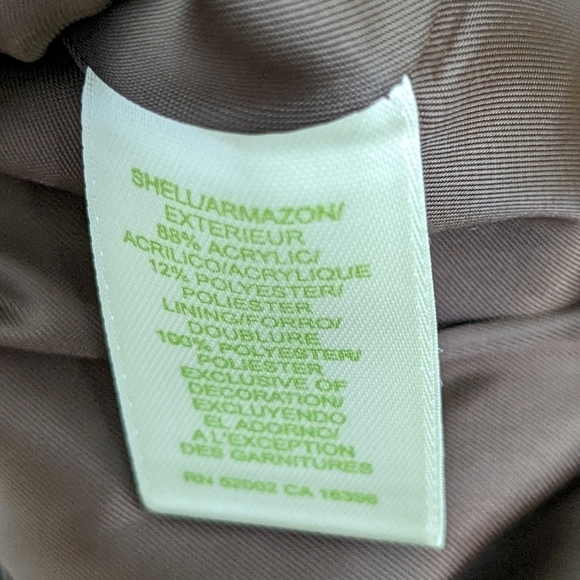 SHELL/ARMAZON/
EXTERIEUR
88% ACRYLIC/
ACRILICO/ACRYLIQUE
12% POLYESTER/
POLIESTER
LINING/FORRO/
DOUBLURE
100% POLYESTER/
POLIESTER
EXCLUSIVE OF
DECORATION/
EXCLUYENDO
EL ADORNO/
A L'EXCEPTION
DES GARNITURES
RN 52002 CA 16396